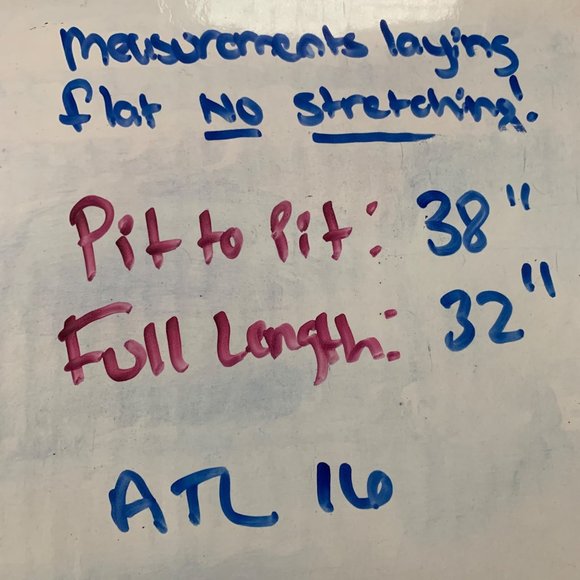 measurements laying
flat NO stretching!
Pit to Pit: 38"
Full Length: 32"
ATL 16